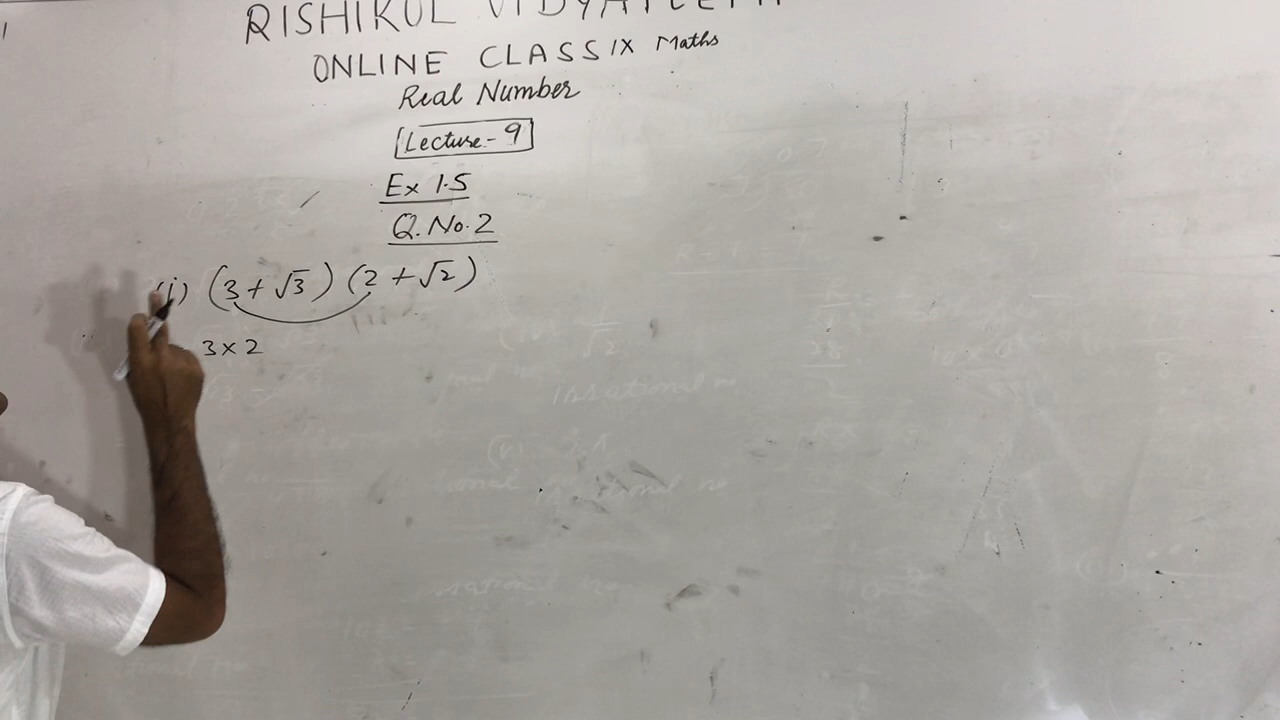 RISHIKUL VIDYAPEETH
ONLINE CLASS IX Maths
Real Number
Lecture-9
Ex 1.5
Q.No.2
(i) (3+√3) (2+√2)
3×2